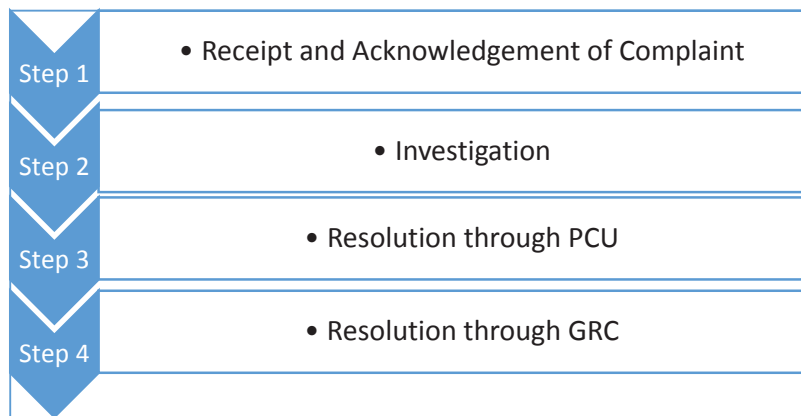 Step 1
• Receipt and Acknowledgement of Complaint
Step 2
• Investigation
Step 3
• Resolution through PCU
Step 4
• Resolution through GRC